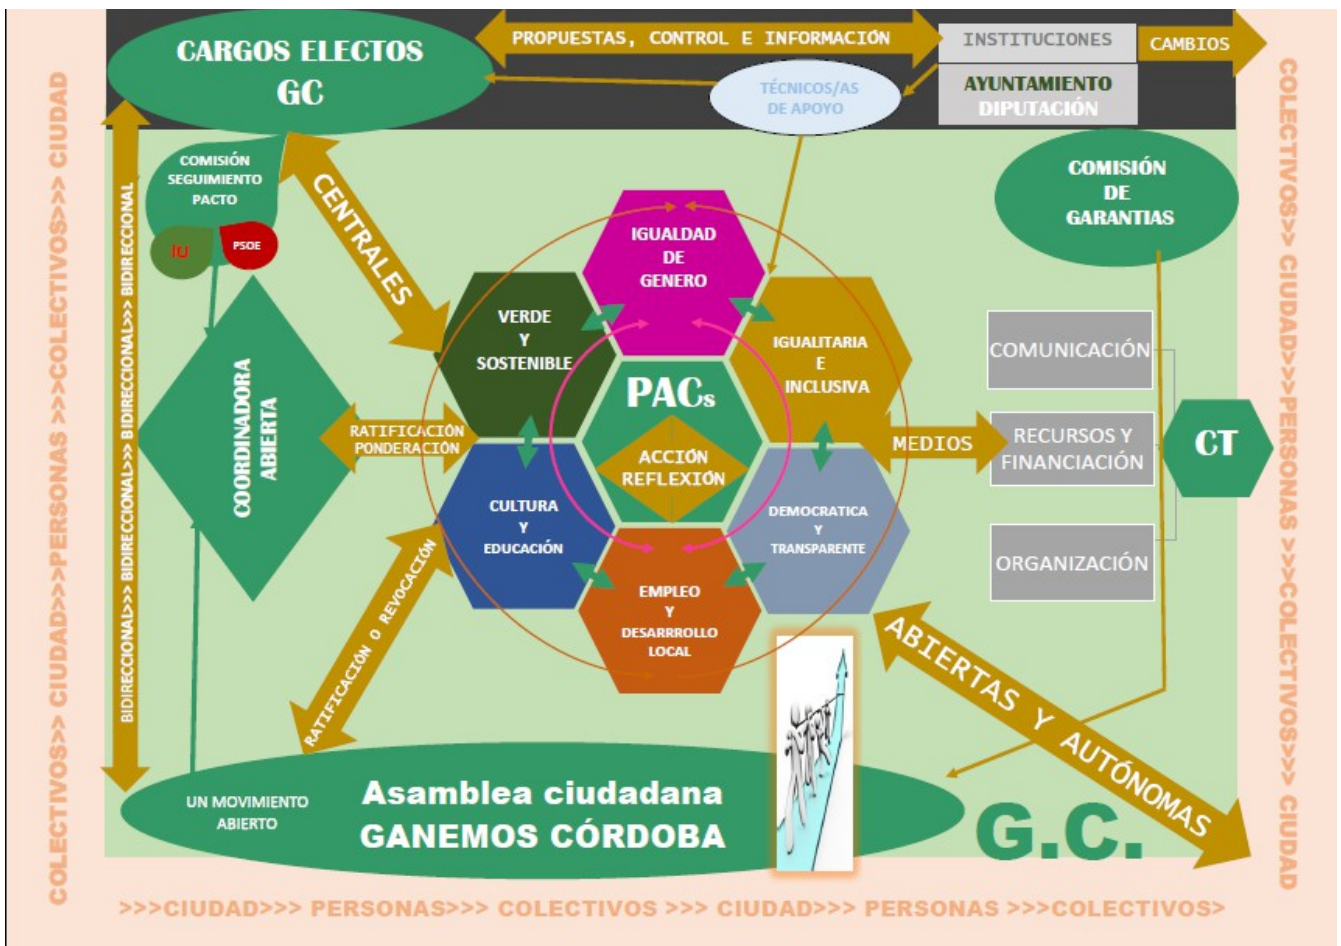 CARGOS ELECTOS
GC
PROPUESTAS, CONTROL E INFORMACIÓN
INSTITUCIONES
CAMBIOS
TÉCNICOS/AS
DE APOYO
AYUNTAMIENTO
DIPUTACIÓN
COMISIÓN
SEGUIMIENTO
PACTO
IU
PSOE
CENTRALES
COMISIÓN
DE
GARANTIAS
IGUALDAD
DE
GENERO
VERDE
Y
SOSTENIBLE
IGUALITARIA
E
INCLUSIVA
PACs
ACCIÓN
REFLEXIÓN
COORDINADORA
ABIERTA
RATIFICACIÓN
PONDERACIÓN
MEDIOS
COMUNICACIÓN
RECURSOS Y
FINANCIACIÓN
ORGANIZACIÓN
CT
CULTURA
Y
EDUCACIÓN
DEMOCRATICA
Y
TRANSPARENTE
EMPLEO
Y
DESARRROLLO
LOCAL
RATIFICACIÓN O REVOCACIÓN
ABIERTAS Y AUTÓNOMAS
UN MOVIMIENTO
ABIERTO
Asamblea ciudadana
GANEMOS CÓRDOBA
G.C.
BIDIRECCIONAL>>> BIDIRECCIONAL>>> BIDIRECCIONAL>>> BIDIRECCIONAL>>> BIDIRECCIONAL
COLECTIVOS>> CIUDAD>>>PERSONAS >>>COLECTIVOS>>> CIUDAD
COLECTIVOS>> CIUDAD>>>PERSONAS >>>COLECTIVOS>>> CIUDAD
>>>CIUDAD>>> PERSONAS>>> COLECTIVOS >>> CIUDAD>>> PERSONAS >>>COLECTIVOS>